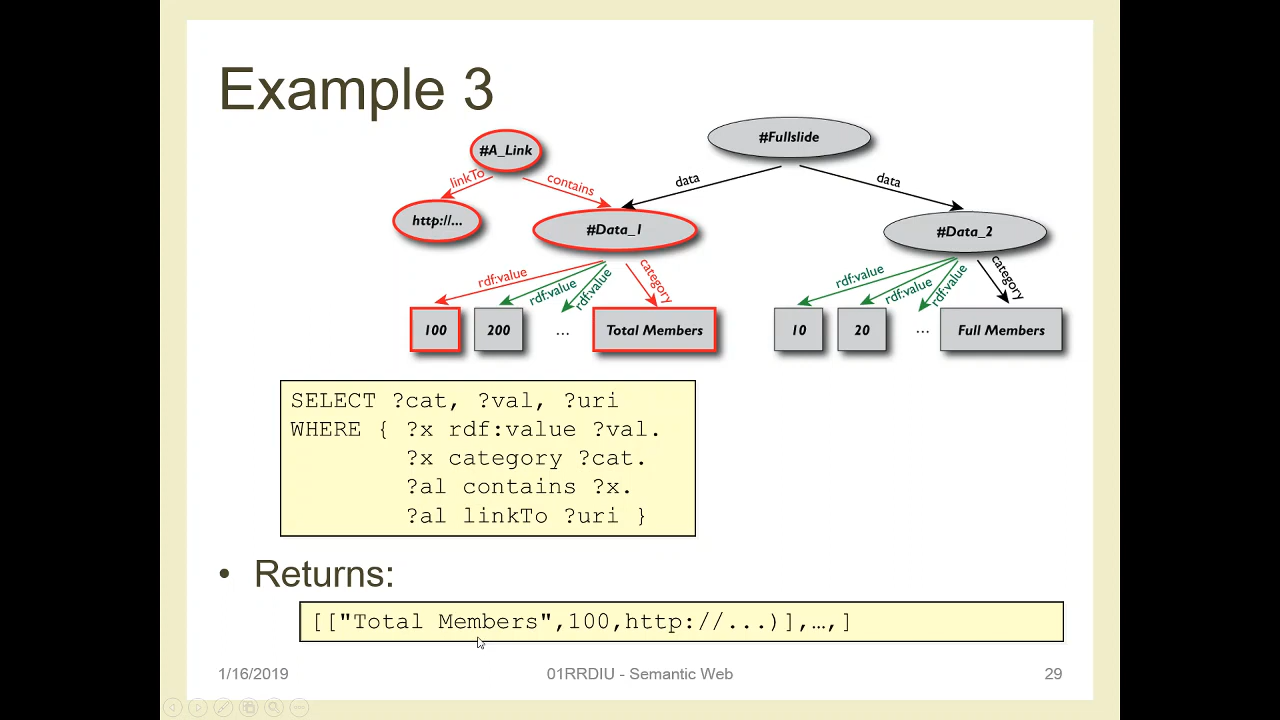 Example 3
#A_Link
#Fullslide
linkTo
contains
data
data
http://...
#Data_1
#Data_2
rdf:value
rdf:value
rdf:value
category
rdf:value
rdf:value
rdf:value
category
100
200
...
Total Members
10
20
...
Full Members
SELECT ?cat, ?val, ?uri
WHERE { ?x rdf:value ?val.
?x category ?cat.
?al contains ?x.
?al linkTo ?uri }
• Returns:
[["Total Members",100,http://...)],…,]
1/16/2019
01RRDIU - Semantic Web
29